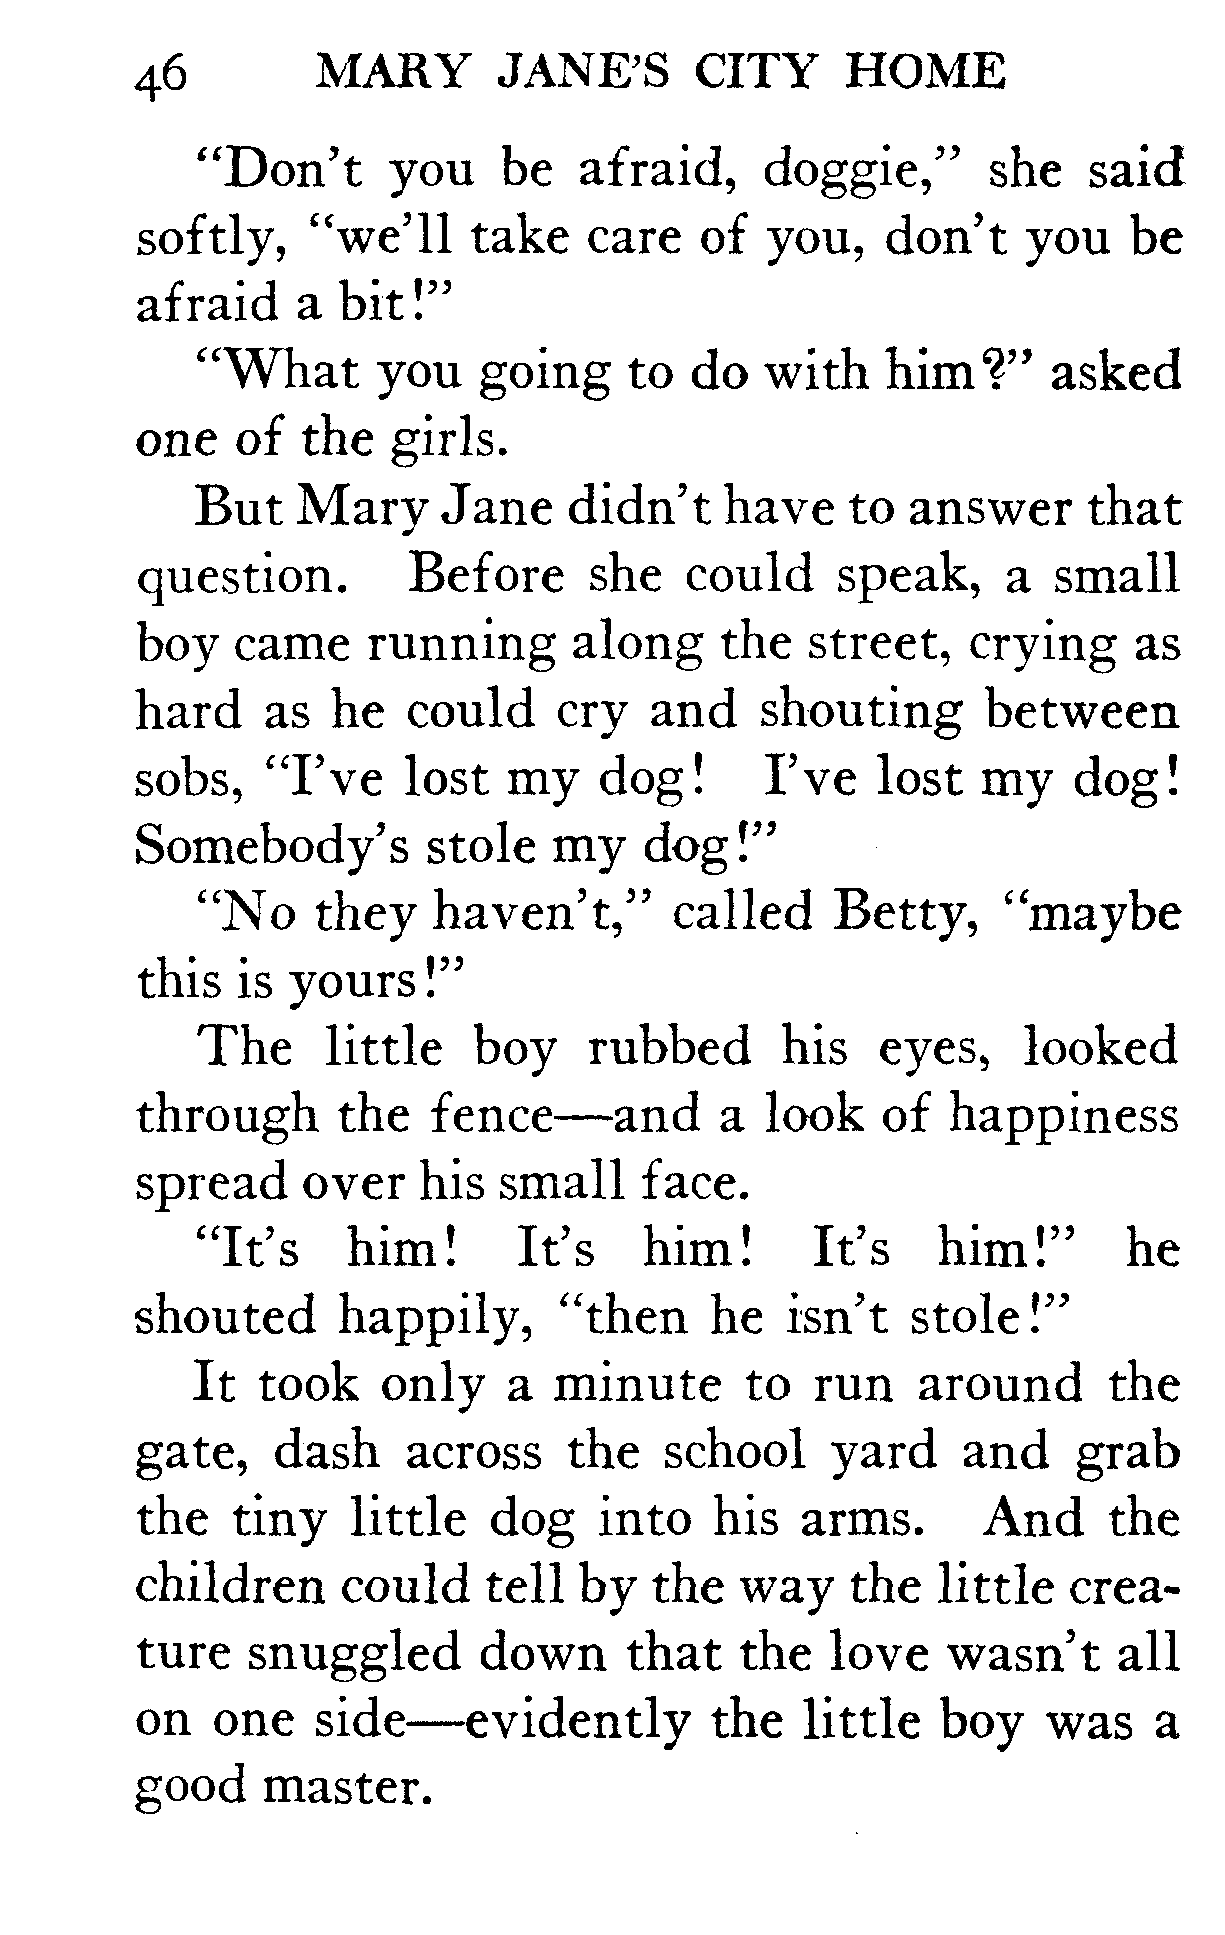 46 MARY JANE'S CITY HOME
“Don't you be afraid, doggie,” she said
softly, “we'll take care of you, don't you be
afraid a bit!”
“What you going to do with him?” asked
one of the girls.
But Mary Jane didn't have to answer that
question. Before she could speak, a small
boy came running along the street, crying as
hard as he could cry and shouting between
sobs, “I've lost my dog! I've lost my dog!
Somebody's stole my dog!”
“No they haven't,” called Betty, “maybe
this is yours!”
The little boy rubbed his eyes, looked
through the fence—and a look of happiness
spread over his small face.
“It's him! It's him! It's him!” he
shouted happily, “then he isn't stole!”
It took only a minute to run around the
gate, dash across the school yard and grab
the tiny little dog into his arms. And the
children could tell by the way the little crea-
ture snuggled down that the love wasn't all
on one side—evidently the little boy was a
good master.